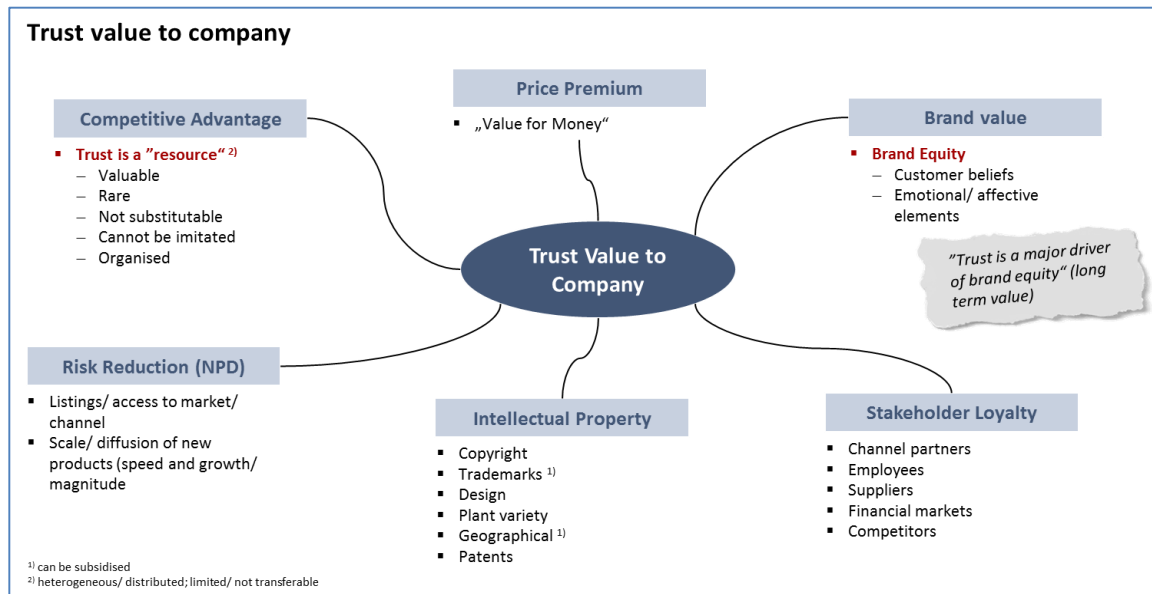 Trust value to company
Price Premium
▪ „Value for Money“
Competitive Advantage
▪ Trust is a ”resource“ 2)
– Valuable
– Rare
– Not substitutable
– Cannot be imitated
– Organised
Brand value
▪ Brand Equity
– Customer beliefs
– Emotional/ affective
elements
”Trust is a major driver
of brand equity“ (long
term value)
Trust Value to
Company
Risk Reduction (NPD)
▪ Listings/ access to market/
channel
▪ Scale/ diffusion of new
products (speed and growth/
magnitude
Intellectual Property
▪ Copyright
▪ Trademarks 1)
▪ Design
▪ Plant variety
▪ Geographical 1)
▪ Patents
Stakeholder Loyalty
▪ Channel partners
▪ Employees
▪ Suppliers
▪ Financial markets
▪ Competitors
1) can be subsidised
2) heterogeneous/ distributed; limited/ not transferable